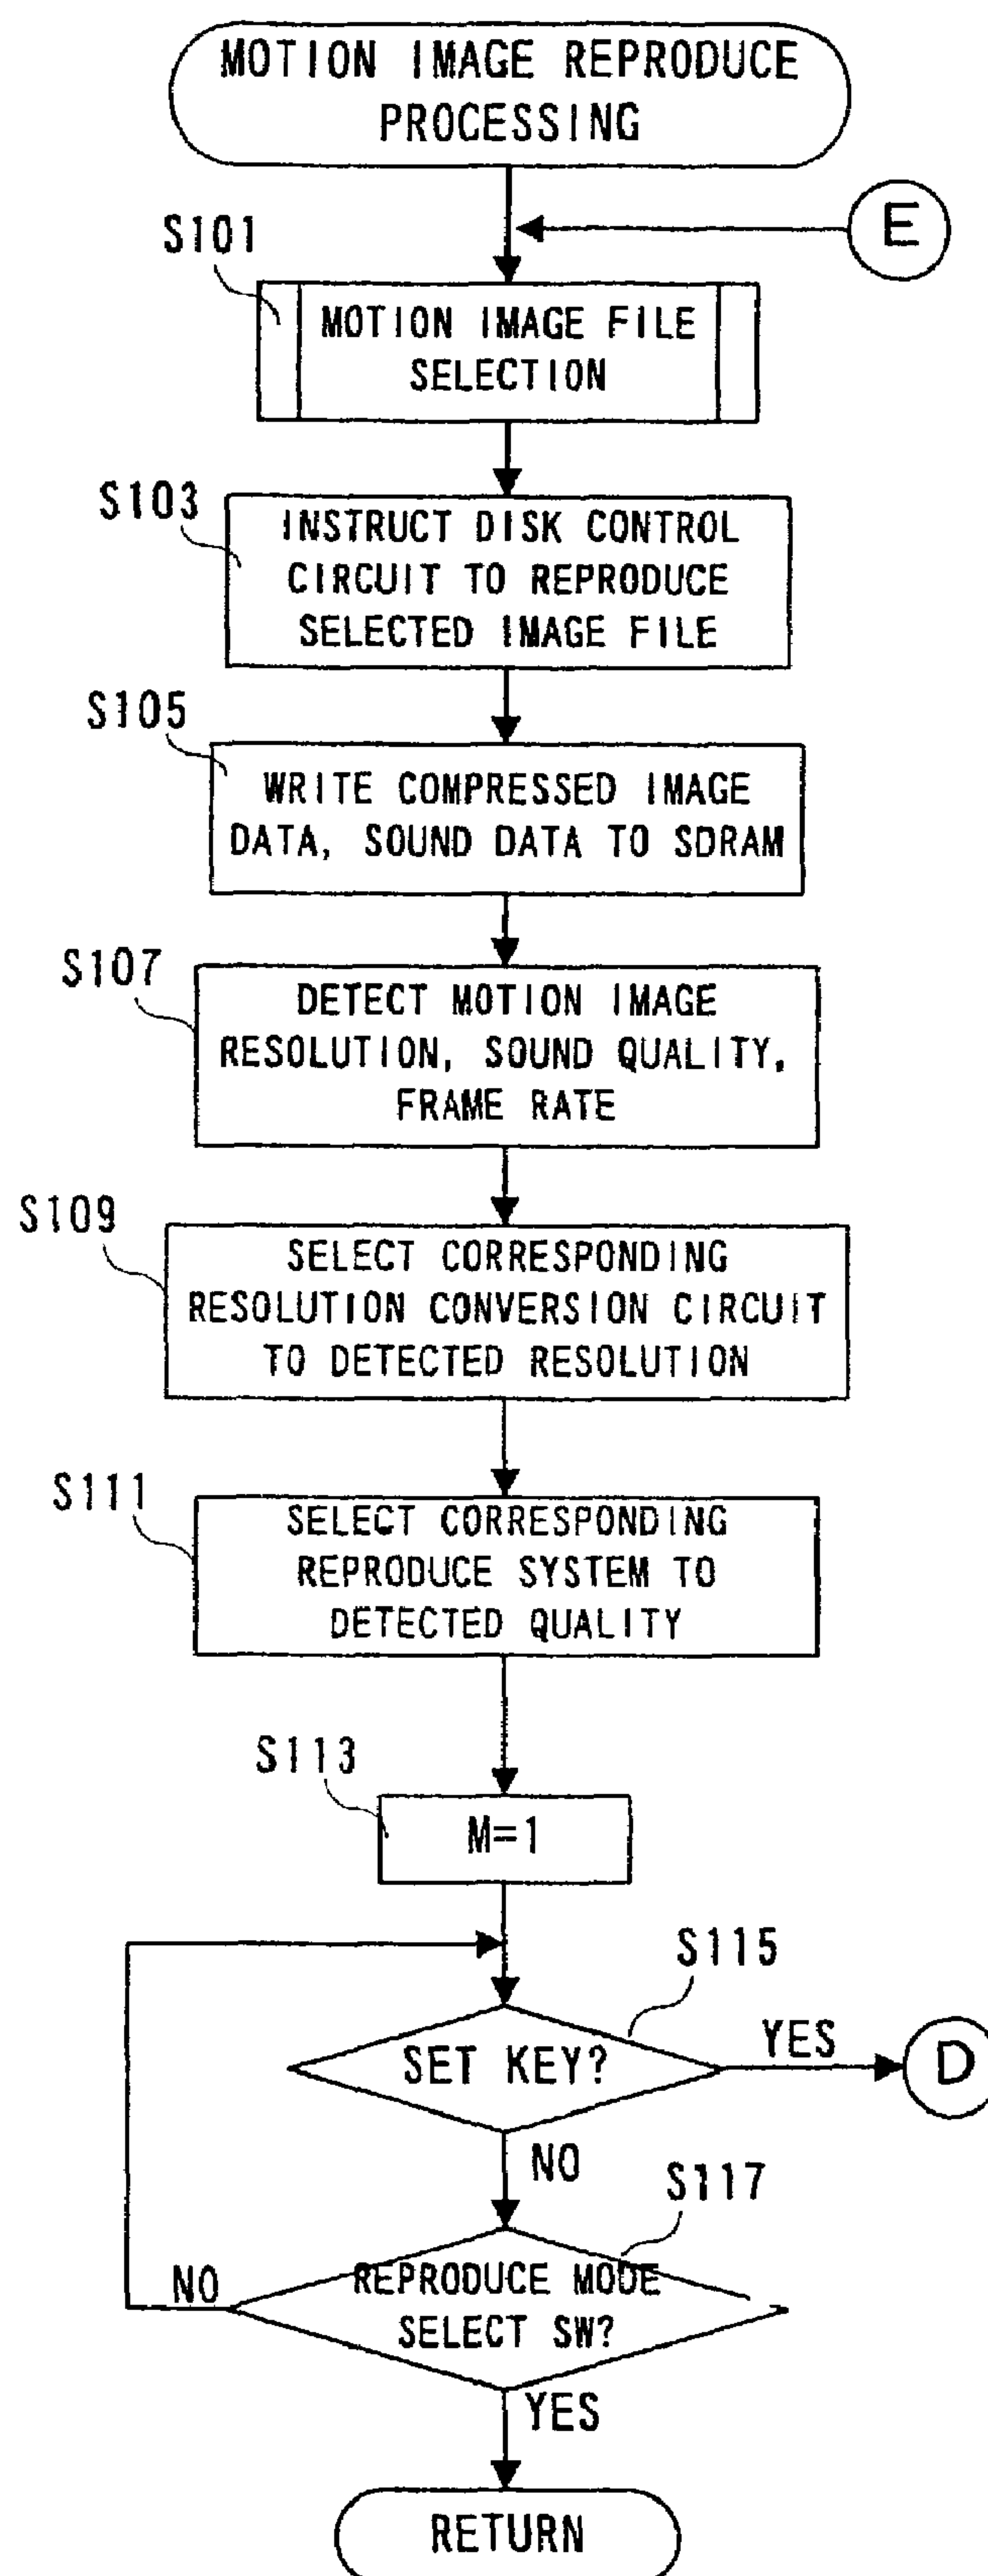 MOTION IMAGE REPRODUCE
PROCESSING
E
S101
MOTION IMAGE FILE
SELECTION
S103
INSTRUCT DISK CONTROL
CIRCUIT TO REPRODUCE
SELECTED IMAGE FILE
S105
WRITE COMPRESSED IMAGE
DATA, SOUND DATA TO SDRAM
S107
DETECT MOTION IMAGE
RESOLUTION, SOUND QUALITY,
FRAME RATE
S109
SELECT CORRESPONDING
RESOLUTION CONVERSION CIRCUIT
TO DETECTED RESOLUTION
S111
SELECT CORRESPONDING
REPRODUCE SYSTEM TO
DETECTED QUALITY
S113
M=1
S115
SET KEY?
YES
D
NO
S117
REPRODUCE MODE
SELECT SW?
NO
YES
RETURN